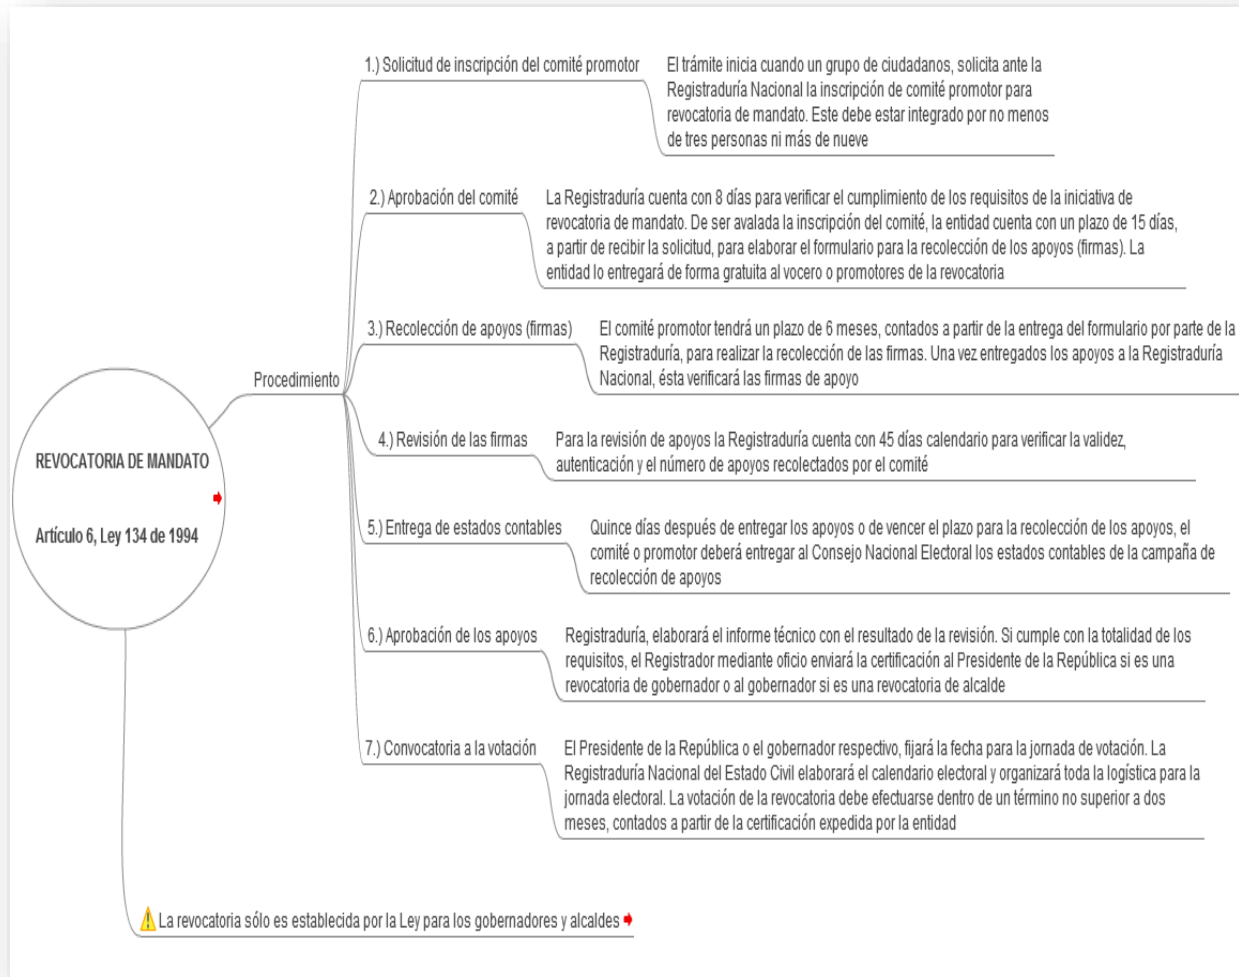 1.) Solicitud de inscripción del comité promotor
El trámite inicia cuando un grupo de ciudadanos, solicita ante la
Registraduría Nacional la inscripción de comité promotor para
revocatoria de mandato. Este debe estar integrado por no menos
de tres personas ni más de nueve
2.) Aprobación del comité
La Registraduría cuenta con 8 días para verificar el cumplimiento de los requisitos de la iniciativa de
revocatoria de mandato. De ser avalada la inscripción del comité, la entidad cuenta con un plazo de 15 días,
a partir de recibir la solicitud, para elaborar el formulario para la recolección de los apoyos (firmas). La
entidad lo entregará de forma gratuita al vocero o promotores de la revocatoria
3.) Recolección de apoyos (firmas)
El comité promotor tendrá un plazo de 6 meses, contados a partir de la entrega del formulario por parte de la
Registraduría, para realizar la recolección de las firmas. Una vez entregados los apoyos a la Registraduría
Nacional, ésta verificará las firmas de apoyo
Procedimiento
4.) Revisión de las firmas
Para la revisión de apoyos la Registraduría cuenta con 45 días calendario para verificar la validez,
autenticación y el número de apoyos recolectados por el comité
REVOCATORIA DE MANDATO
Artículo 6, Ley 134 de 1994
5.) Entrega de estados contables
Quince días después de entregar los apoyos o de vencer el plazo para la recolección de los apoyos, el
comité o promotor deberá entregar al Consejo Nacional Electoral los estados contables de la campaña de
recolección de apoyos
6.) Aprobación de los apoyos
Registraduría, elaborará el informe técnico con el resultado de la revisión. Si cumple con la totalidad de los
requisitos, el Registrador mediante oficio enviará la certificación al Presidente de la República si es una
revocatoria de gobernador o al gobernador si es una revocatoria de alcalde
7.) Convocatoria a la votación
El Presidente de la República o el gobernador respectivo, fijará la fecha para la jornada de votación. La
Registraduría Nacional del Estado Civil elaborará el calendario electoral y organizará toda la logística para la
jornada electoral. La votación de la revocatoria debe efectuarse dentro de un término no superior a dos
meses, contados a partir de la certificación expedida por la entidad
La revocatoria sólo es establecida por la Ley para los gobernadores y alcaldes